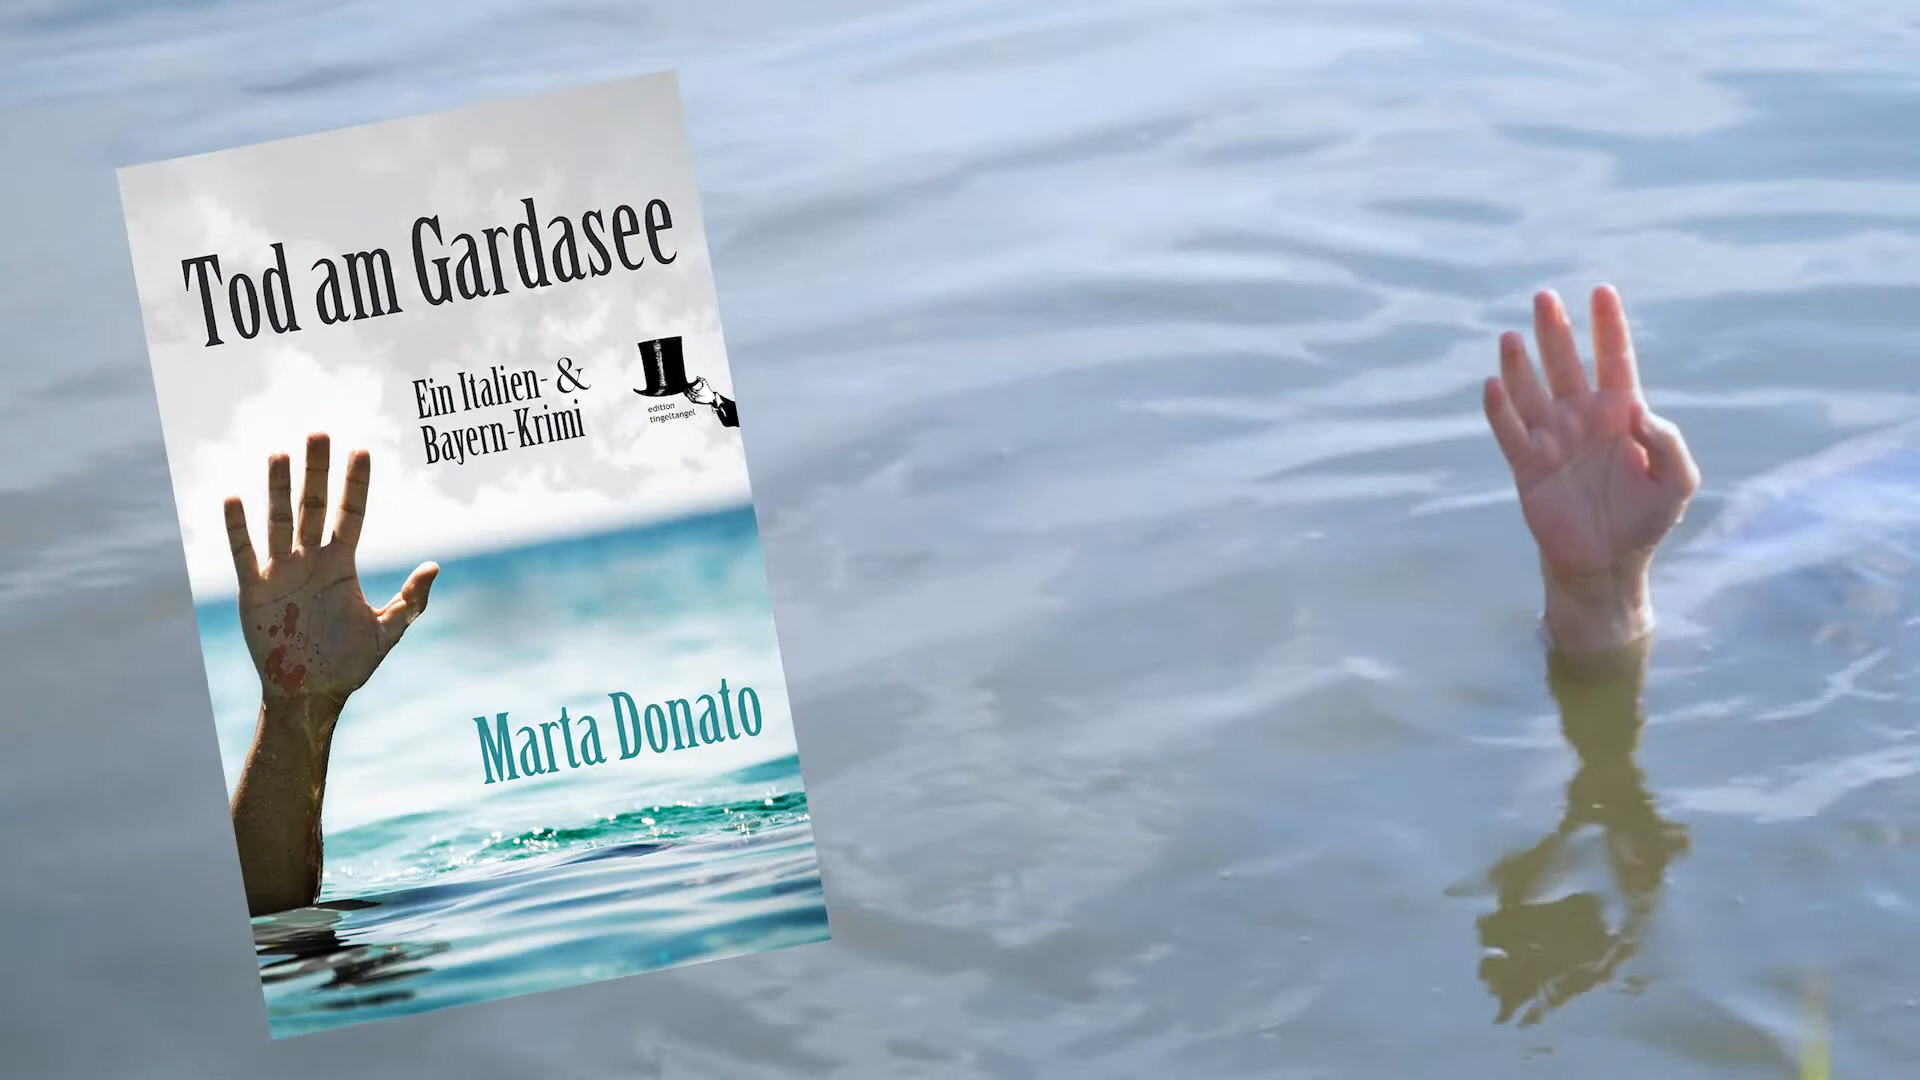 Tod am Gardasee
Ein Italien- &
Bayern-Krimi
edition
tingeltangel
Marta Donato